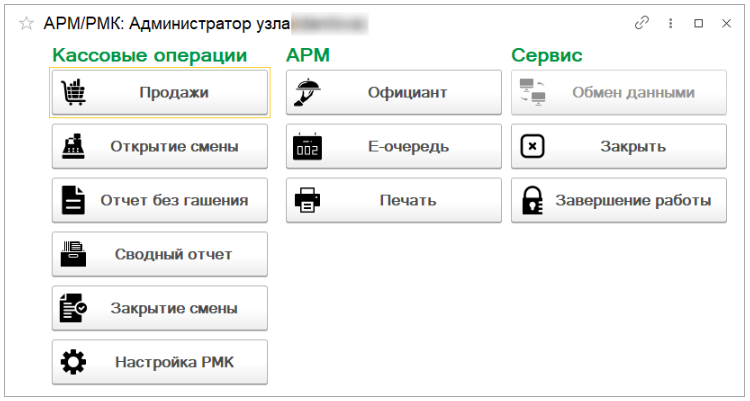 АРМ/РМК: Администратор узла
Кассовые операции
Продажи
Открытие смены
Отчет без гашения
Сводный отчет
Закрытие смены
Настройка РМК
АРМ
Официант
002
Е-очередь
Печать
Сервис
Обмен данными
Закрыть
Завершение работы